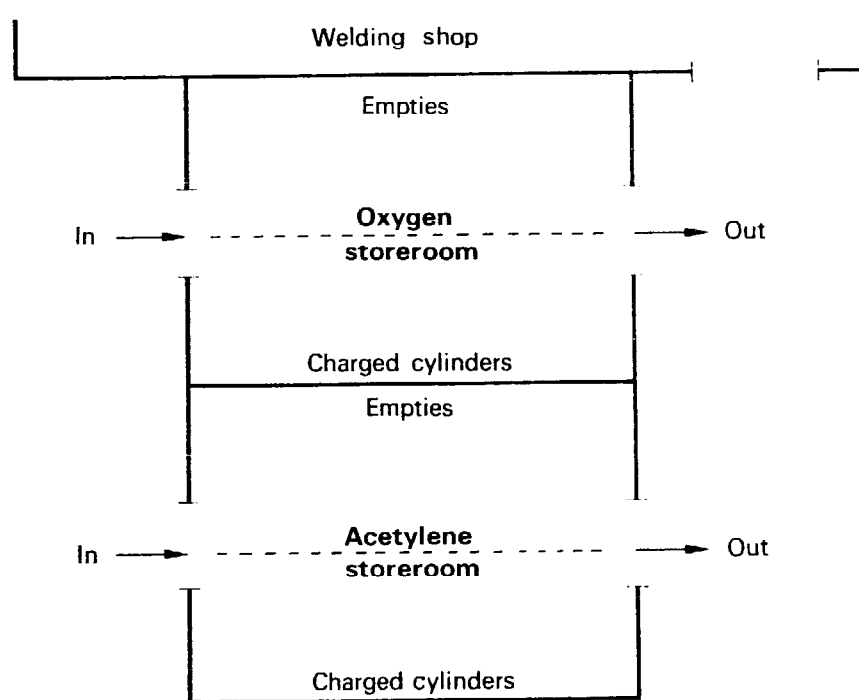 Welding shop
Empties
In
Oxygen
storeroom
Out
Charged cylinders
Empties
In
Acetylene
storeroom
Out
Charged cylinders